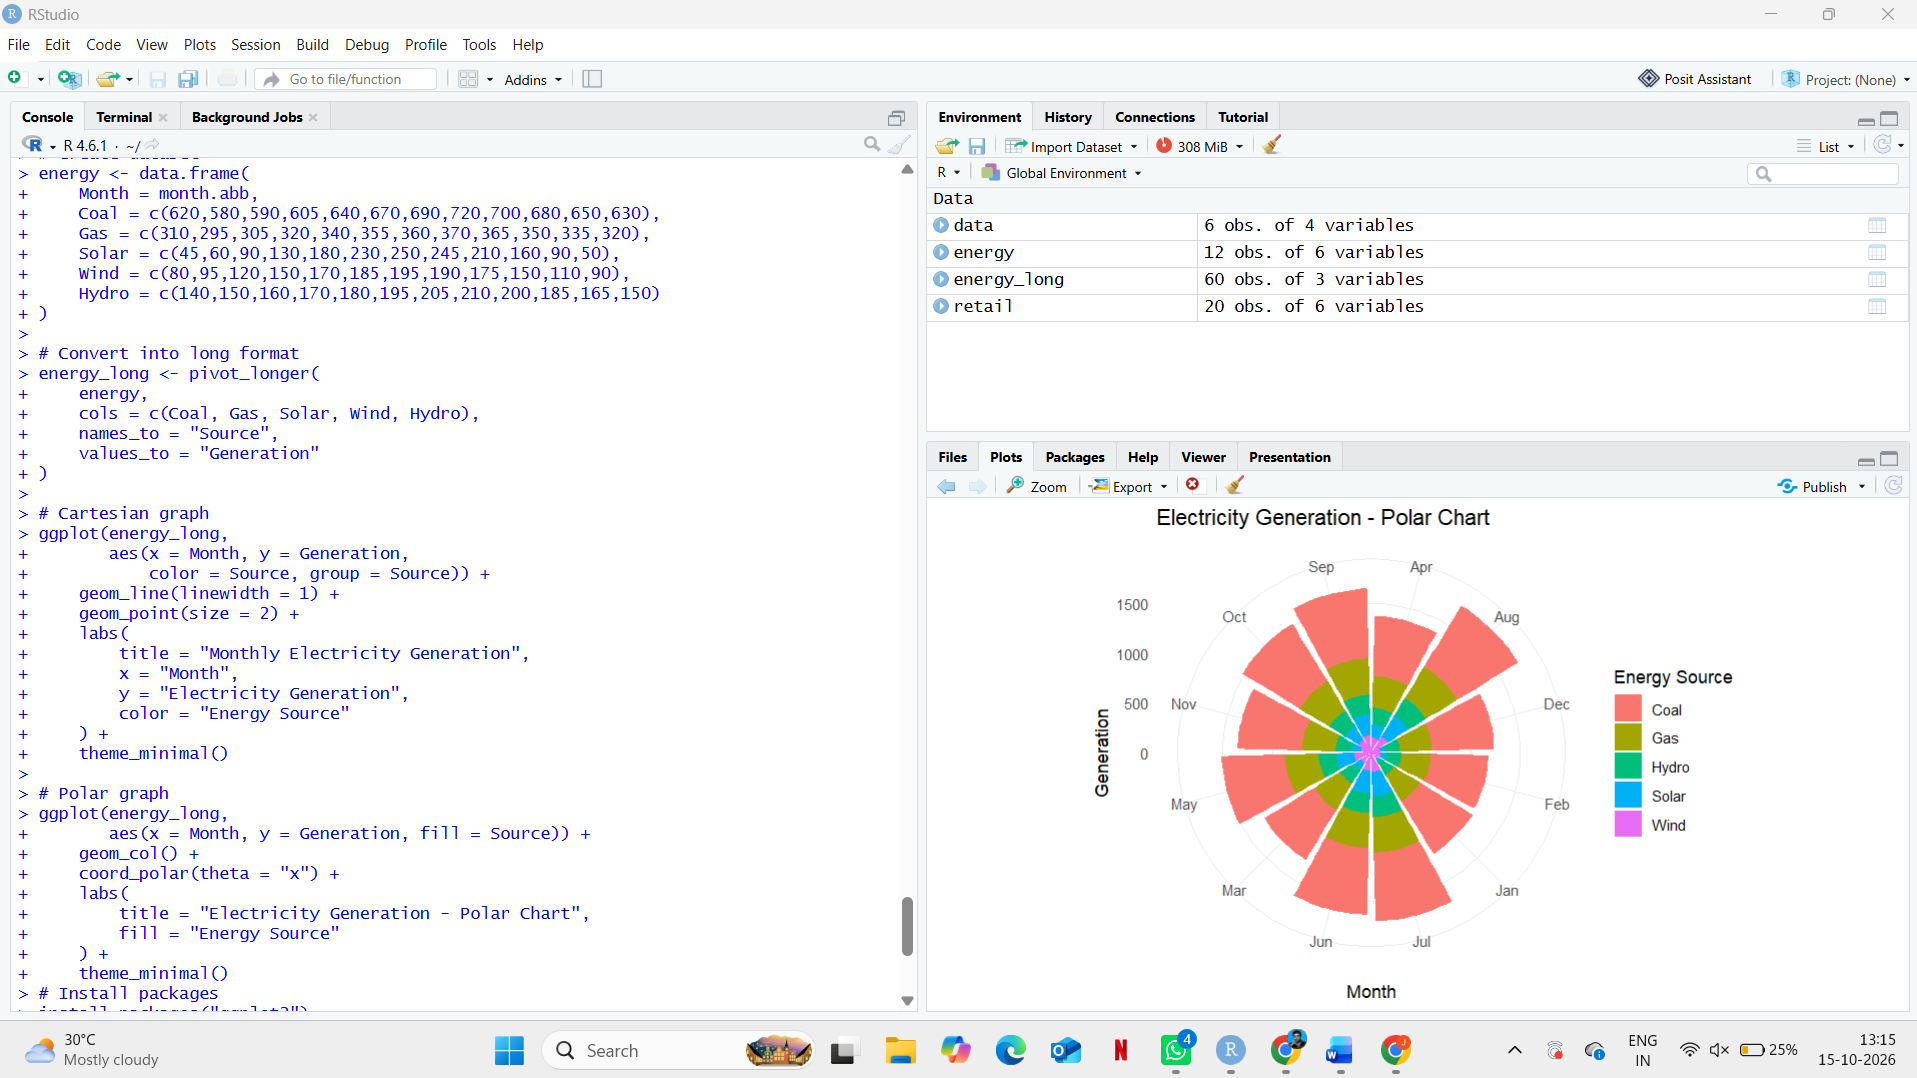 RStudio
File Edit Code View Plots Session Build Debug Profile Tools Help
Go to file/function
Addins
Posit Assistant
Project: (None)
Console Terminal Background Jobs
R 4.6.1 · ~/
> energy <- data.frame(
+     Month = month.abb,
+     Coal = c(620,580,590,605,640,670,690,720,700,680,650,630),
+     Gas = c(310,295,305,320,340,355,360,370,365,350,335,320),
+     Solar = c(45,60,90,130,180,230,250,245,210,160,90,50),
+     Wind = c(80,95,120,150,170,185,195,190,175,150,110,90),
+     Hydro = c(140,150,160,170,180,195,205,210,200,185,165,150)
+ )
>
> # Convert into long format
> energy_long <- pivot_longer(
+     energy,
+     cols = c(Coal, Gas, Solar, Wind, Hydro),
+     names_to = "Source",
+     values_to = "Generation"
+ )
>
> # Cartesian graph
> ggplot(energy_long,
+        aes(x = Month, y = Generation,
+            color = Source, group = Source)) +
+     geom_line(linewidth = 1) +
+     geom_point(size = 2) +
+     labs(
+         title = "Monthly Electricity Generation",
+         x = "Month",
+         y = "Electricity Generation",
+         color = "Energy Source"
+     ) +
+     theme_minimal()
>
> # Polar graph
> ggplot(energy_long,
+        aes(x = Month, y = Generation, fill = Source)) +
+     geom_col() +
+     coord_polar(theta = "x") +
+     labs(
+         title = "Electricity Generation - Polar Chart",
+         fill = "Energy Source"
+     ) +
+     theme_minimal()
> # Install packages
Environment History Connections Tutorial
Import Dataset 308 MiB List
R Global Environment
Data
data 6 obs. of 4 variables
energy 12 obs. of 6 variables
energy_long 60 obs. of 3 variables
retail 20 obs. of 6 variables
Files Plots Packages Help Viewer Presentation
Zoom Export Publish
Electricity Generation - Polar Chart
Sep Apr
1500
Oct Aug
1000
500
Nov Dec
0
Generation
May Feb
Mar Jan
Jun Jul
Month
Energy Source
Coal
Gas
Hydro
Solar
Wind
30°C
Mostly cloudy
Search
4
ENG
IN
25%
13:15
15-10-2026